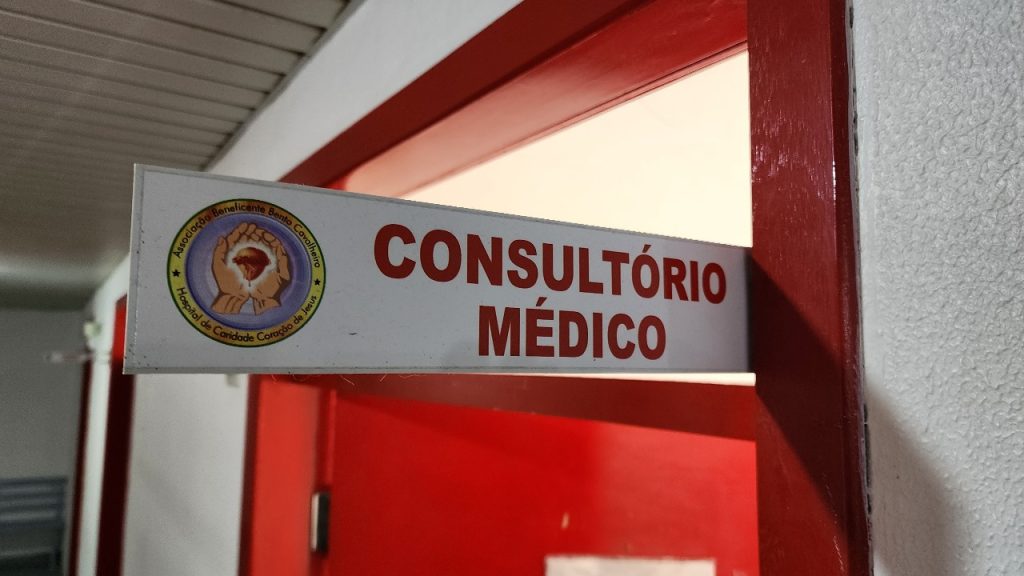 Associação Beneficente Bento Cavalheiro
Hospital de Caridade Coração de Jesus
CONSULTÓRIO
MÉDICO